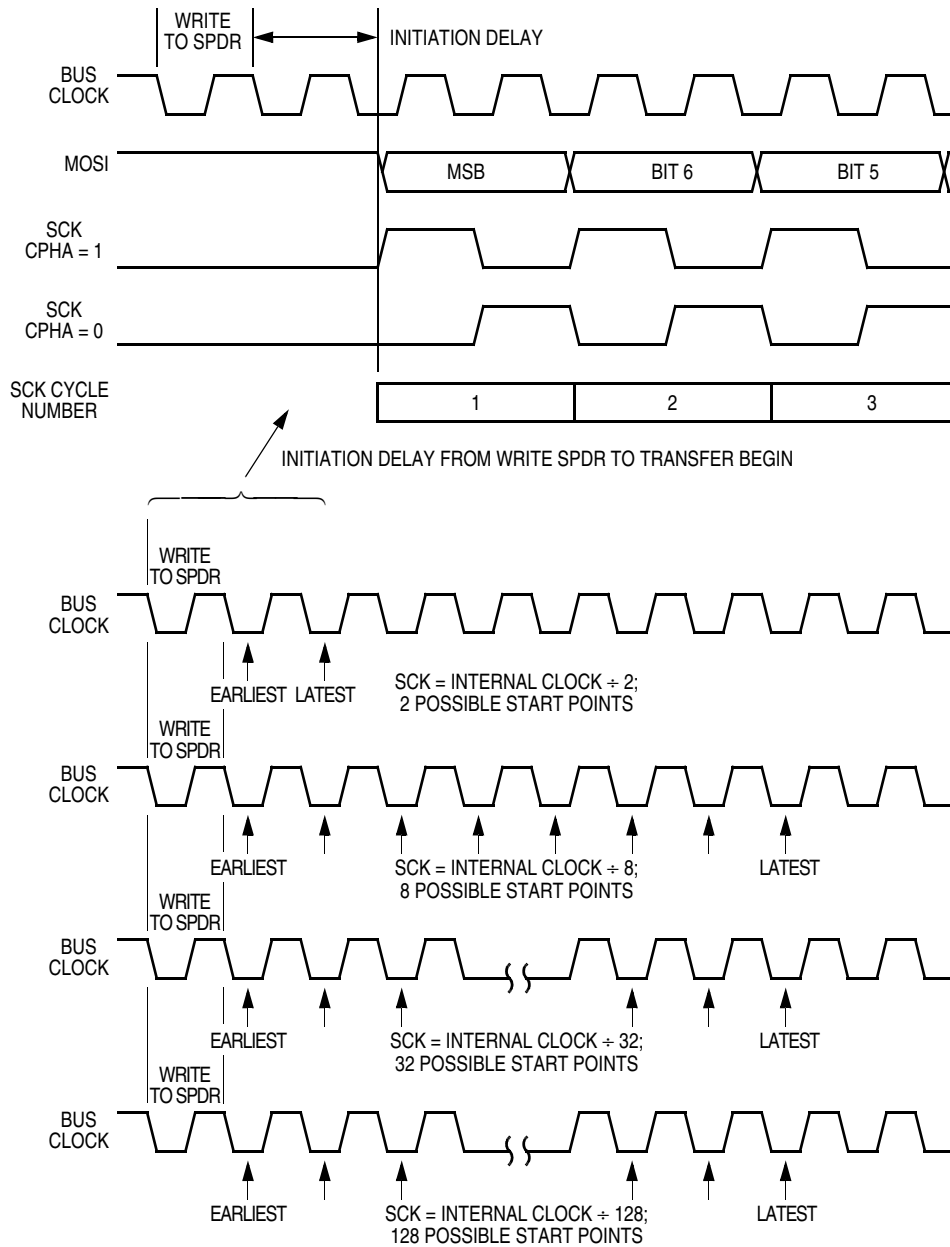 WRITE
TO SPDR
INITIATION DELAY
BUS
CLOCK
MOSI
MSB
BIT 6
BIT 5
SCK
CPHA = 1
SCK
CPHA = 0
SCK CYCLE
NUMBER
1
2
3
INITIATION DELAY FROM WRITE SPDR TO TRANSFER BEGIN
WRITE
TO SPDR
BUS
CLOCK
EARLIEST
LATEST
SCK = INTERNAL CLOCK ÷ 2;
2 POSSIBLE START POINTS
WRITE
TO SPDR
BUS
CLOCK
EARLIEST
SCK = INTERNAL CLOCK ÷ 8;
8 POSSIBLE START POINTS
LATEST
WRITE
TO SPDR
BUS
CLOCK
EARLIEST
SCK = INTERNAL CLOCK ÷ 32;
32 POSSIBLE START POINTS
LATEST
WRITE
TO SPDR
BUS
CLOCK
EARLIEST
SCK = INTERNAL CLOCK ÷ 128;
128 POSSIBLE START POINTS
LATEST